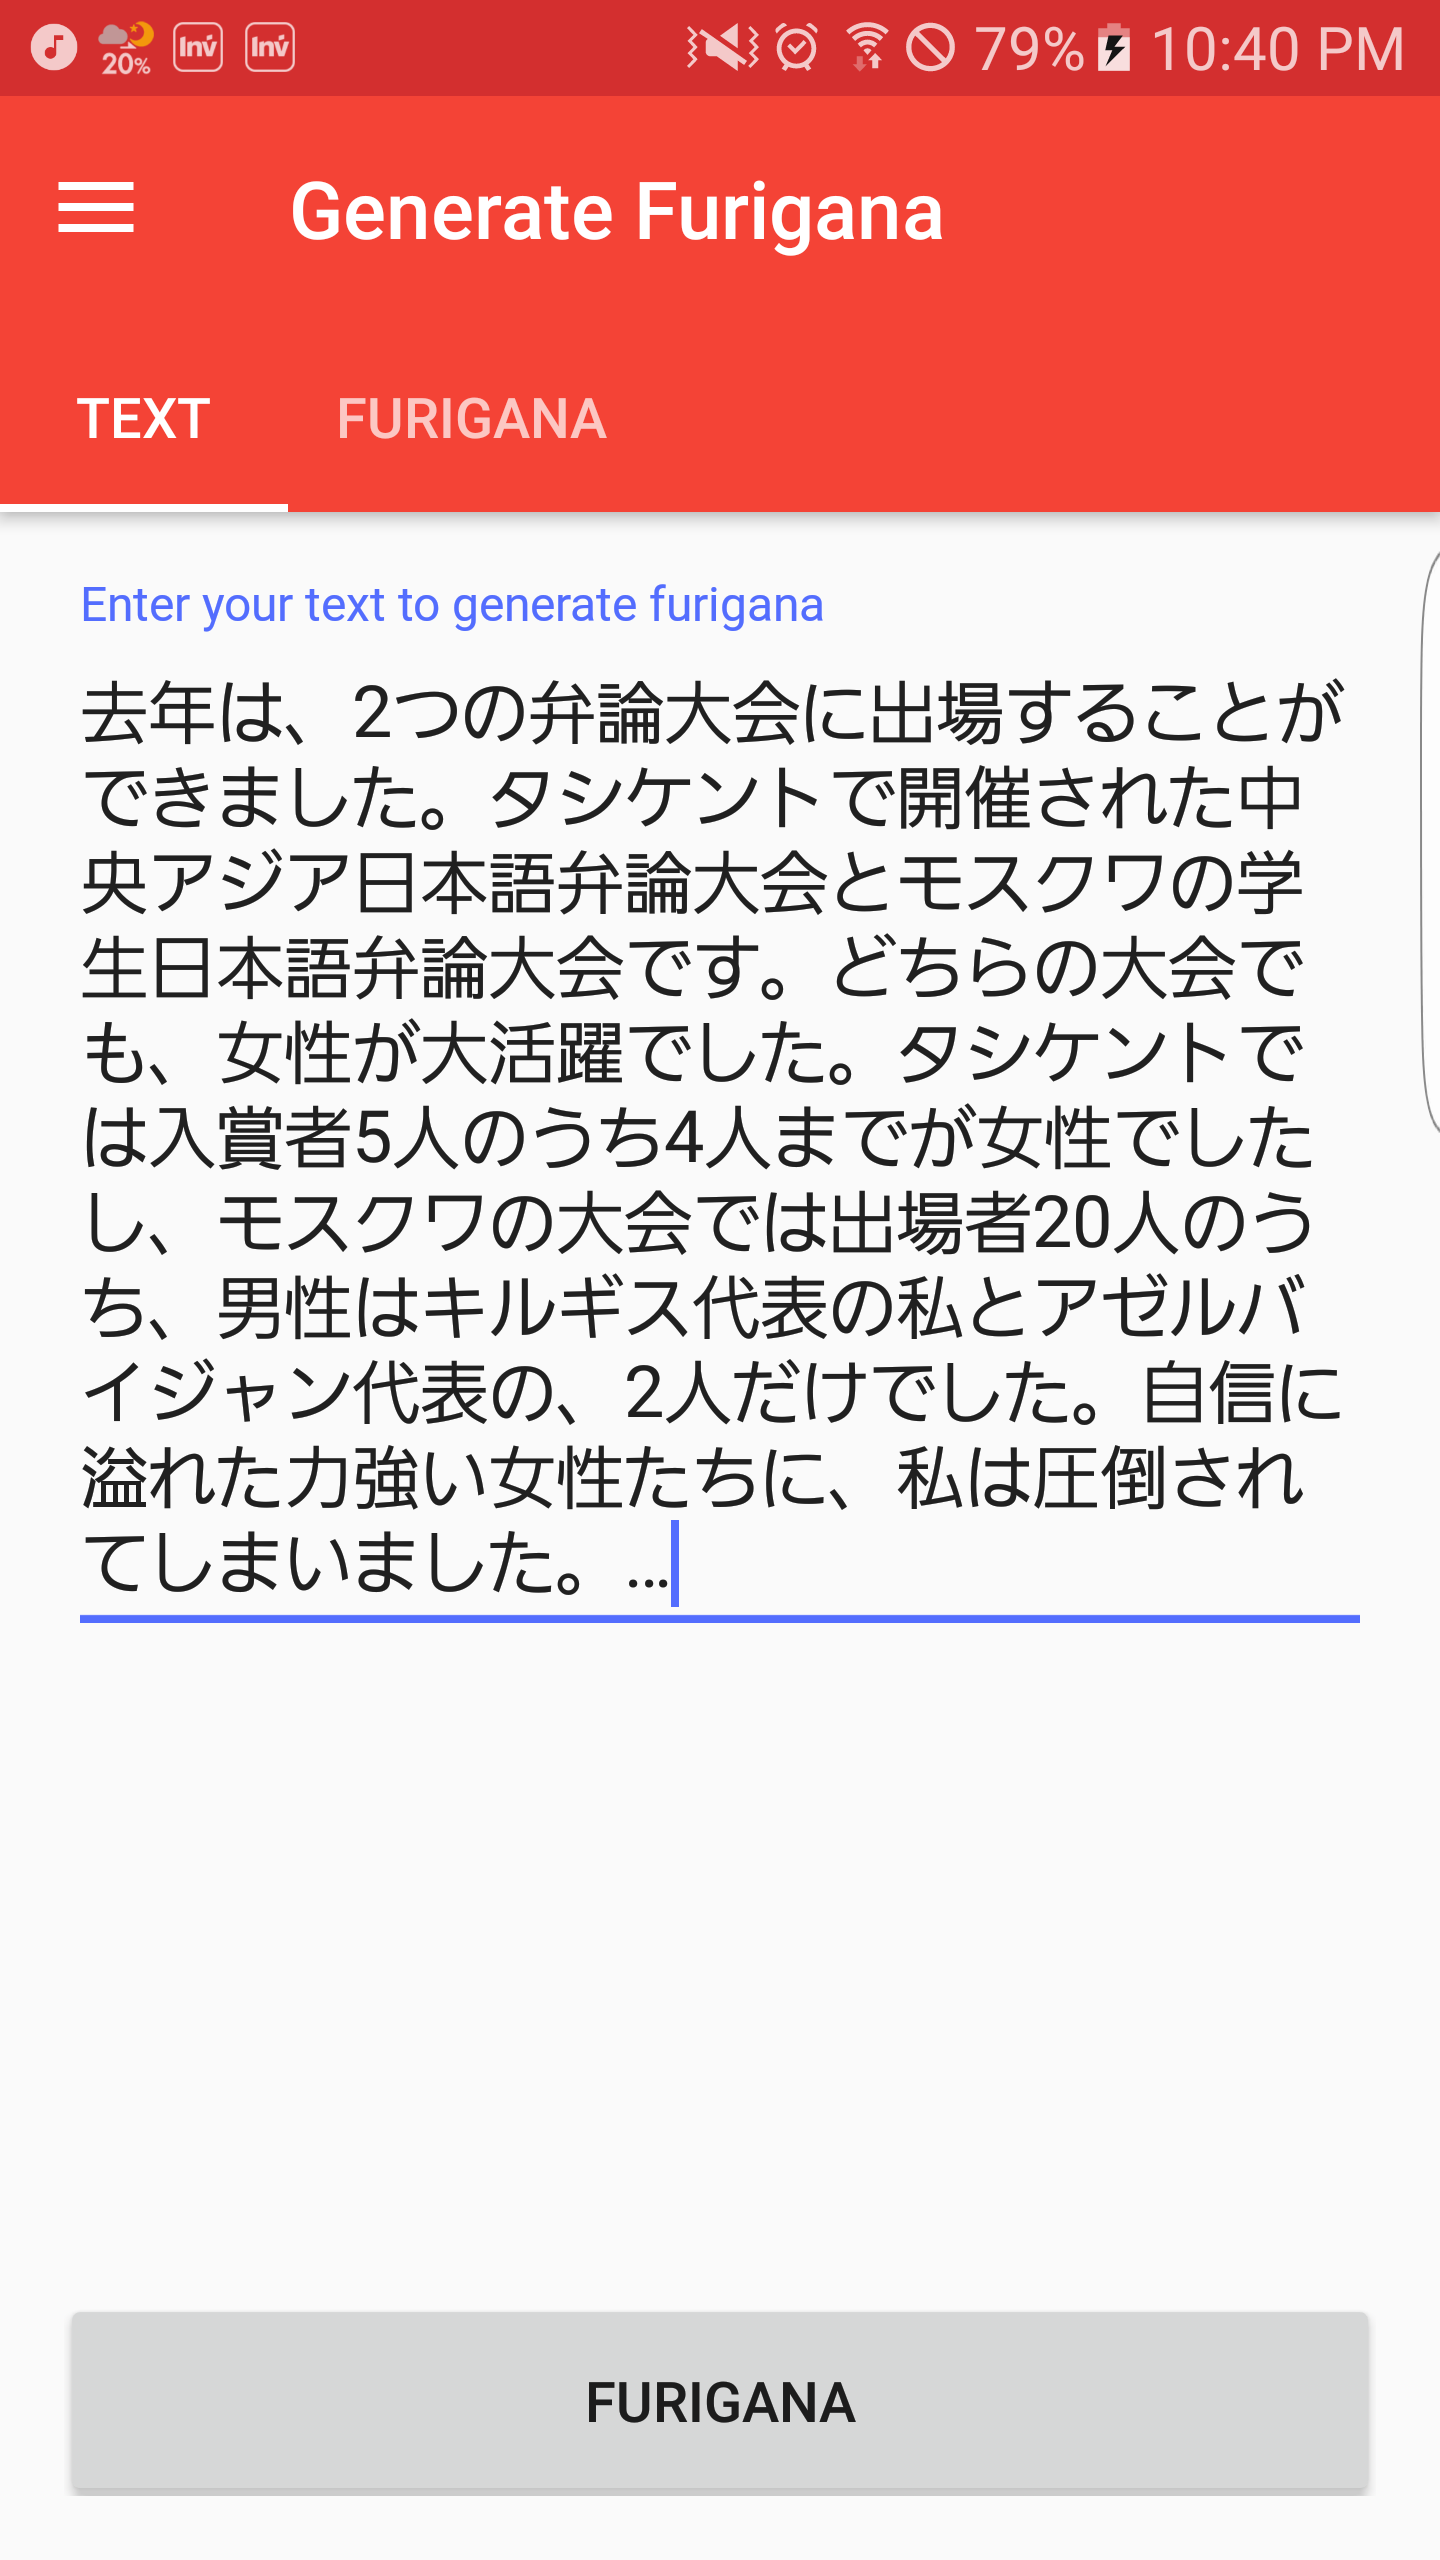 20%
Inv
Inv
79%
10:40 PM
Generate Furigana
TEXT
FURIGANA
Enter your text to generate furigana
去年は、2つの弁論大会に出場することが
できました。タシケントで開催された中
央アジア日本語弁論大会とモスクワの学
生日本語弁論大会です。どちらの大会で
も、女性が大活躍でした。タシケントで
は入賞者5人のうち4人までが女性でした
し、モスクワの大会では出場者20人のう
ち、男性はキルギス代表の私とアゼルバ
イジャン代表の、2人だけでした。自信に
溢れた力強い女性たちに、私は圧倒され
てしまいました。…
FURIGANA